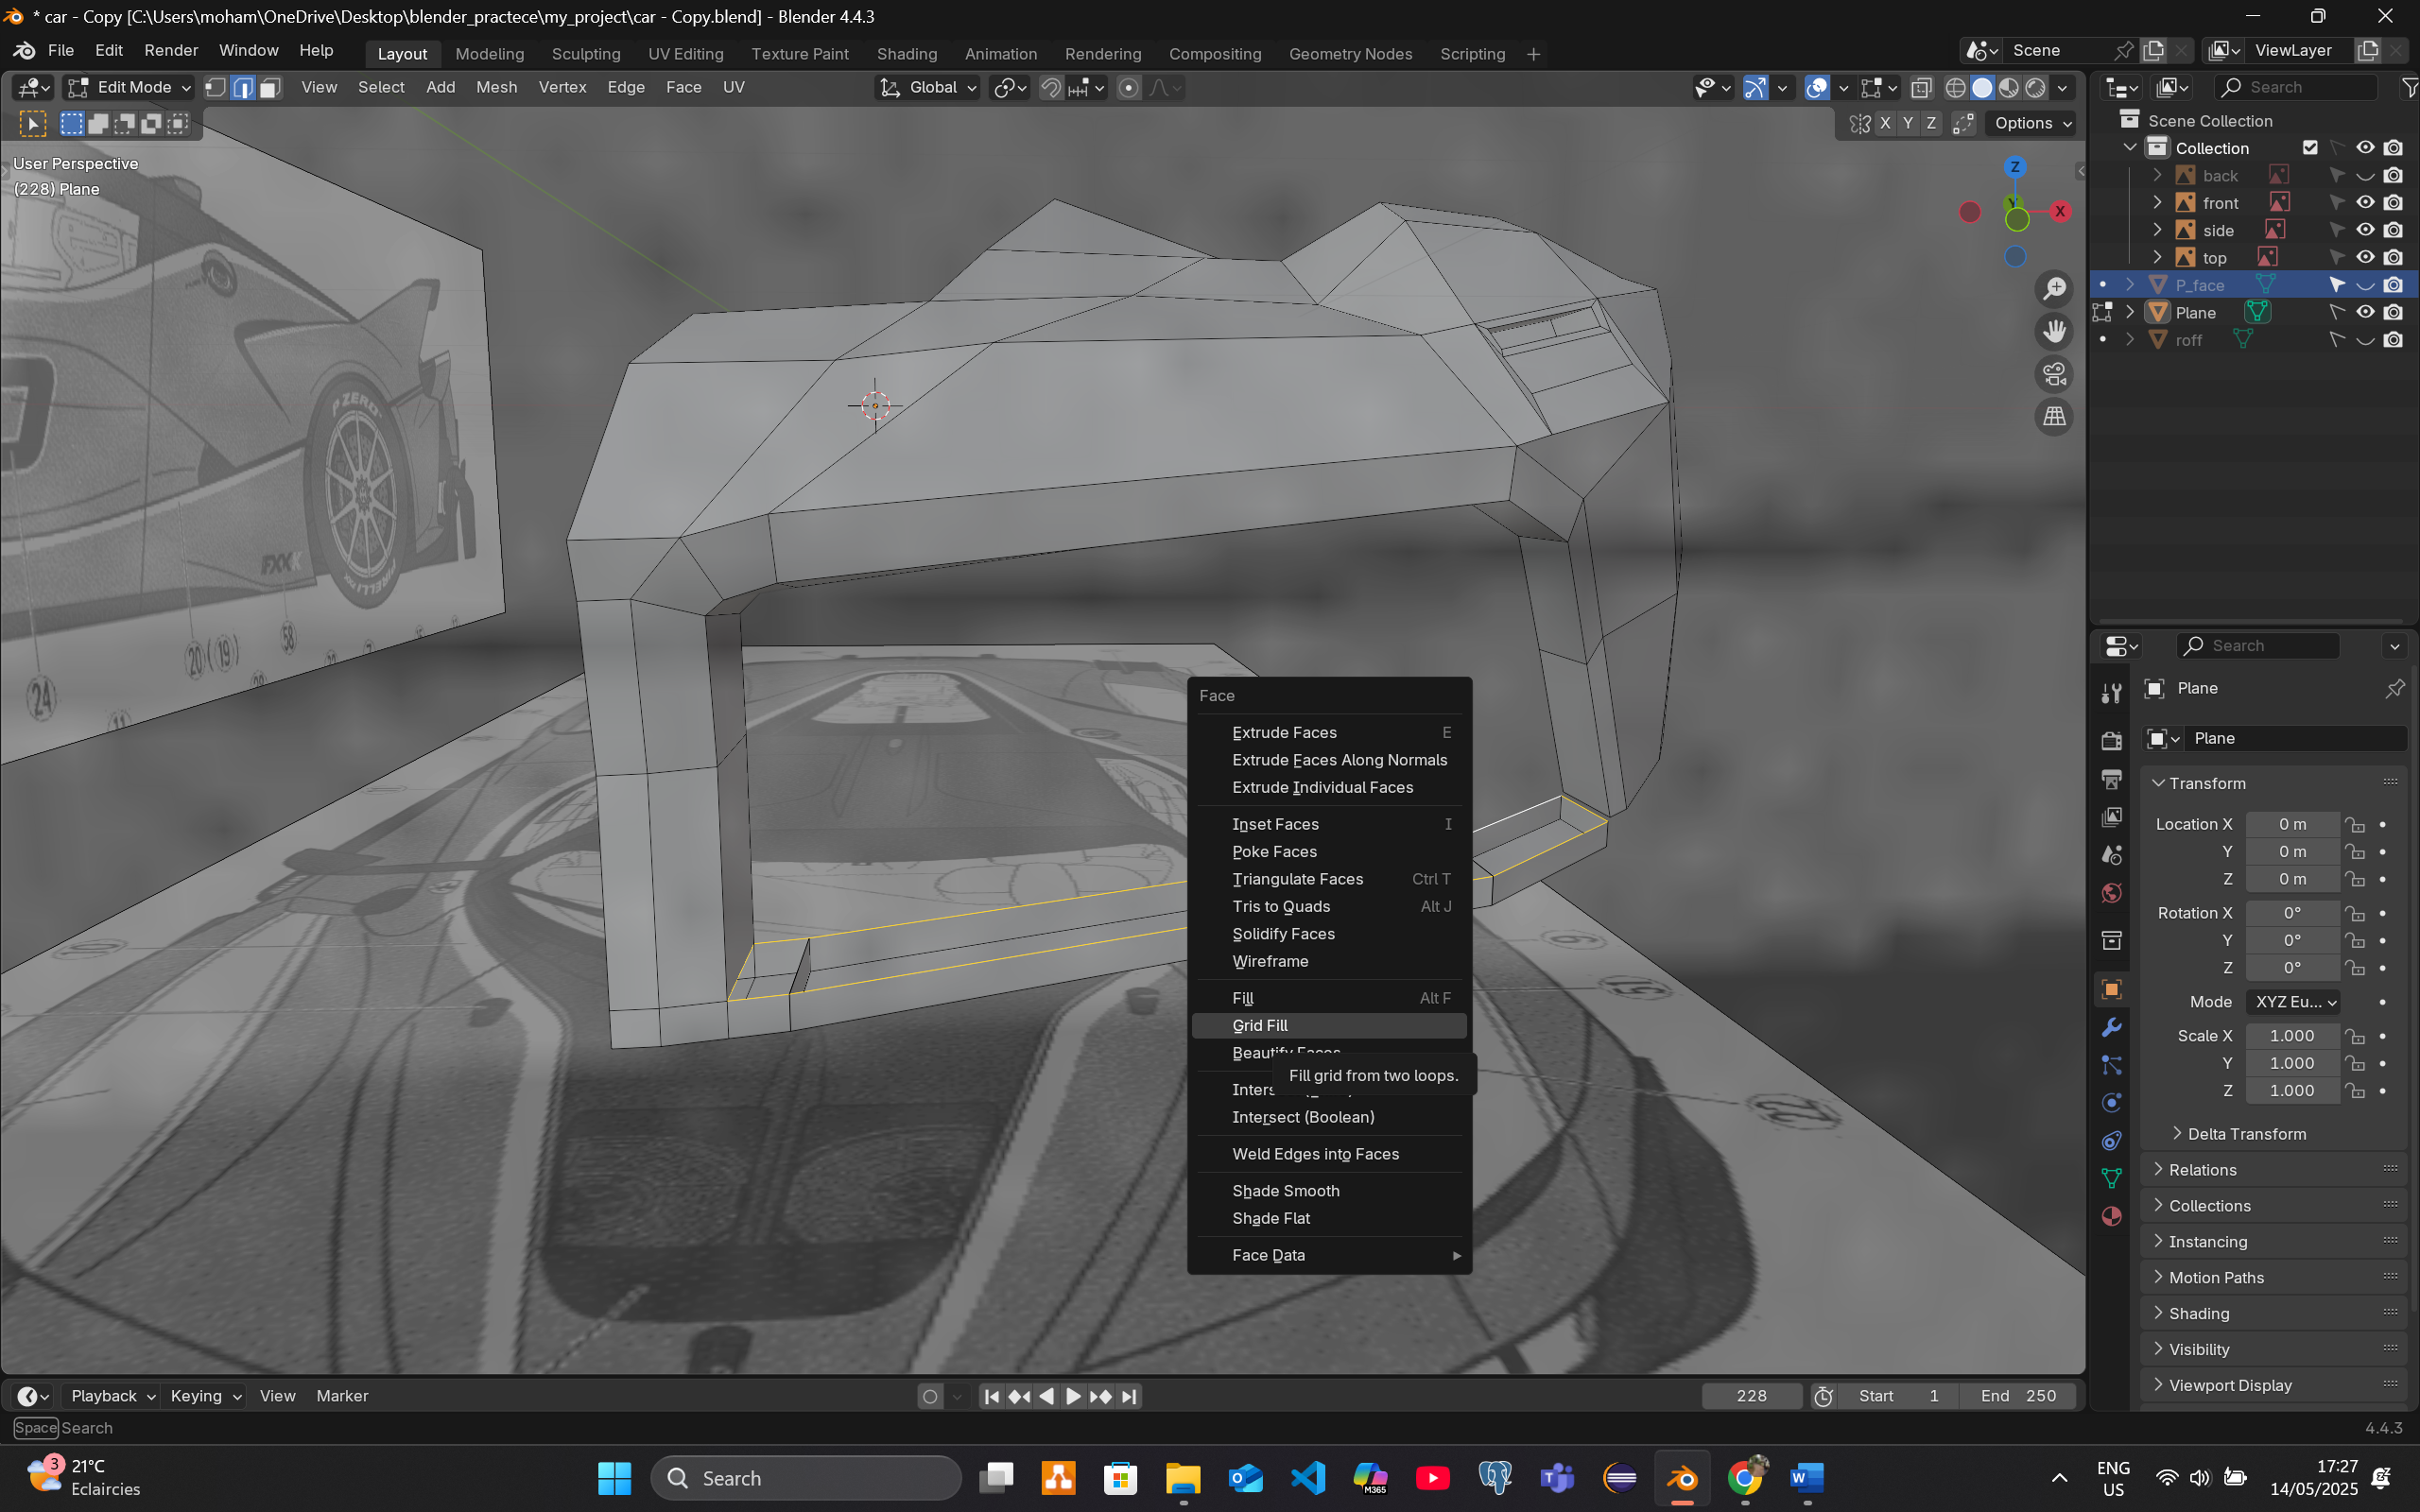 * car - Copy [C:\Users\moham\OneDrive\Desktop\blender_practece\my_project\car - Copy.blend] - Blender 4.4.3
File Edit Render Window Help
Layout Modeling Sculpting UV Editing Texture Paint Shading Animation Rendering Compositing Geometry Nodes Scripting +
Scene
ViewLayer
Edit Mode
View Select Add Mesh Vertex Edge Face UV
Global
Search
X Y Z
Options
User Perspective
(228) Plane
Z
Y
X
Scene Collection
Collection
back
front
side
top
P_face
Plane
roff
P ZERO
FXXK
PIRELLI
24
20 (19)
58
Face
Extrude Faces E
Extrude Faces Along Normals
Extrude Individual Faces
Inset Faces I
Poke Faces
Triangulate Faces Ctrl T
Tris to Quads Alt J
Solidify Faces
Wireframe
Fill Alt F
Grid Fill
Beautify Faces
Fill grid from two loops.
Inters
Intersect (Boolean)
Weld Edges into Faces
Shade Smooth
Shade Flat
Face Data
Search
Plane
Plane
Transform
Location X 0 m
Y 0 m
Z 0 m
Rotation X 0°
Y 0°
Z 0°
Mode XYZ Eu...
Scale X 1.000
Y 1.000
Z 1.000
Delta Transform
Relations
Collections
Instancing
Motion Paths
Shading
Visibility
Viewport Display
Playback Keying View Marker
228
Start 1
End 250
Space Search
4.4.3
3
21°C
Eclaircies
Search
M365
ENG
US
17:27
14/05/2025